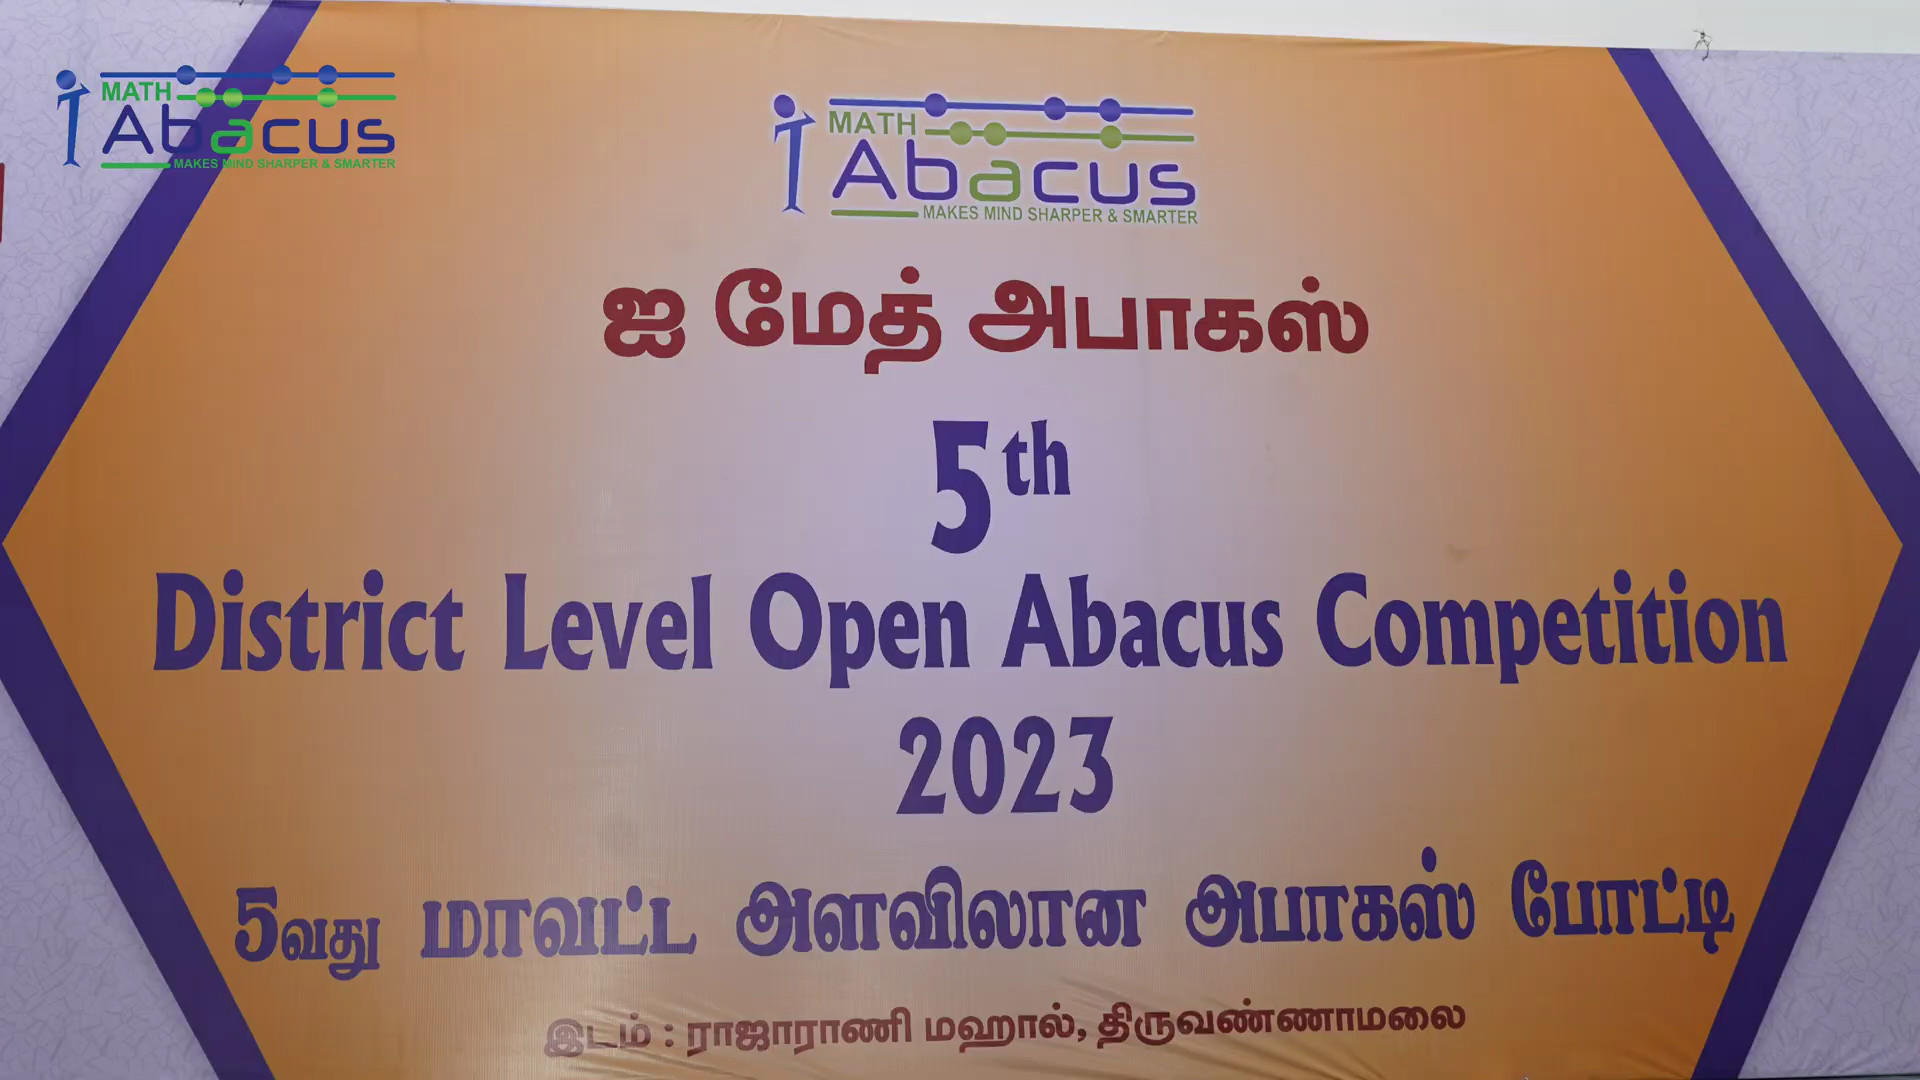 MATH
Abacus
MAKES MIND SHARPER & SMARTER
MATH
Abacus
MAKES MIND SHARPER & SMARTER
ஐ மேத் அபாகஸ்
5th
District Level Open Abacus Competition
2023
5வது மாவட்ட அளவிலான அபாகஸ் போட்டி
இடம் : ராஜாராணி மஹால், திருவண்ணாமலை